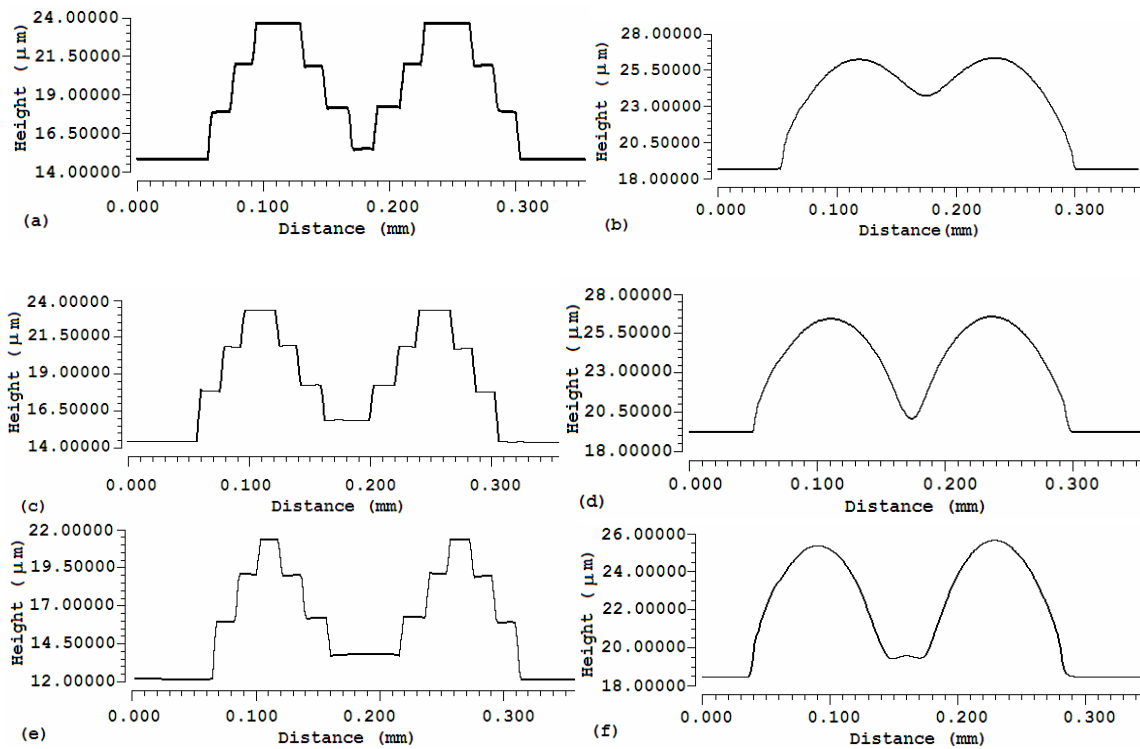 24.00000
21.50000
19.00000
16.50000
14.00000
Height (μm)
0.000 0.100 0.200 0.300
Distance (mm)
(a)
28.00000
25.50000
23.00000
20.50000
18.00000
Height (μm)
0.000 0.100 0.200 0.300
Distance(mm)
(b)
24.00000
21.50000
19.00000
16.50000
14.00000
Height (μm)
0.000 0.100 0.200 0.300
Distance (mm)
(c)
28.00000
25.50000
23.00000
20.50000
18.00000
Height (μm)
0.000 0.100 0.200 0.300
Distance (mm)
(d)
22.00000
19.50000
17.00000
14.50000
12.00000
Height (μm)
0.000 0.100 0.200 0.300
Distance (mm)
(e)
26.00000
24.00000
22.00000
20.00000
18.00000
Height (μm)
0.000 0.100 0.200 0.300
Distance (mm)
(f)